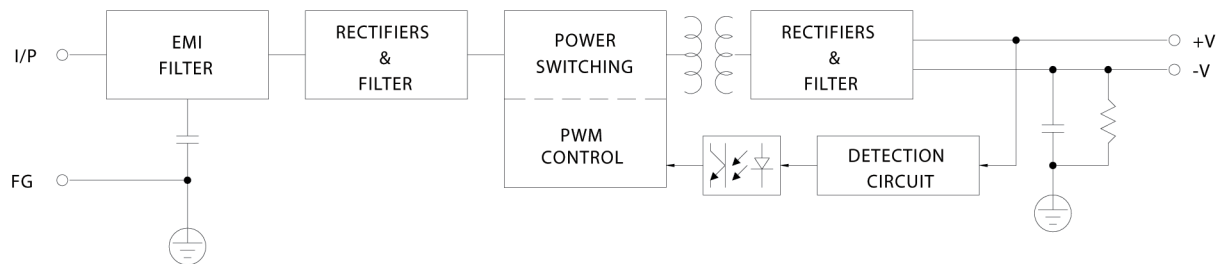 I/P
EMI
FILTER
RECTIFIERS
&
FILTER
POWER
SWITCHING
RECTIFIERS
&
FILTER
+V
-V
PWM
CONTROL
DETECTION
CIRCUIT
FG